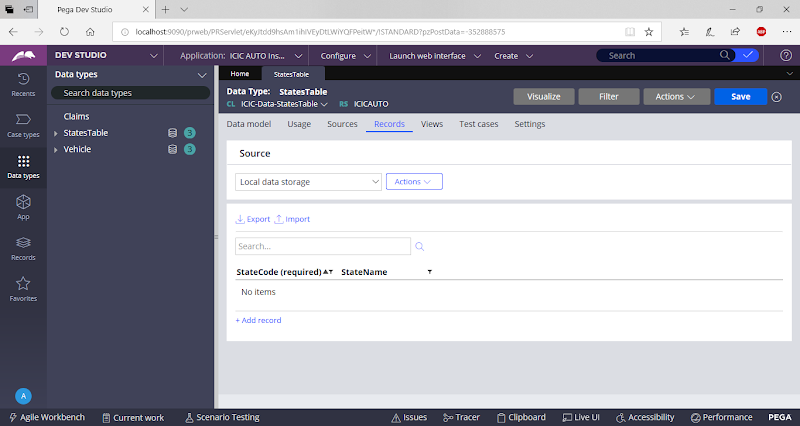 Pega Dev Studio
localhost:9090/prweb/PRServlet/eKyJtdd9hsAm1ihIVEyDtLWiYQFPeitW*/!STANDARD?pzPostData=-352888575
DEV STUDIO
Application: ICIC AUTO Ins...
Configure
Launch web interface
Create
Search
Recents
Case types
Data types
App
Records
Favorites
A
Data types
Search data types
Claims
StatesTable 3
Vehicle 3
Home
StatesTable
Data Type: StatesTable
CL ICIC-Data-StatesTable RS ICICAUTO
Visualize
Filter
Actions
Save
Data model
Usage
Sources
Records
Views
Test cases
Settings
Source
Local data storage
Actions
Export
Import
Search...
StateCode (required)
StateName
No items
+ Add record
Agile Workbench
Current work
Scenario Testing
Issues
Tracer
Clipboard
Live UI
Accessibility
Performance
PEGA